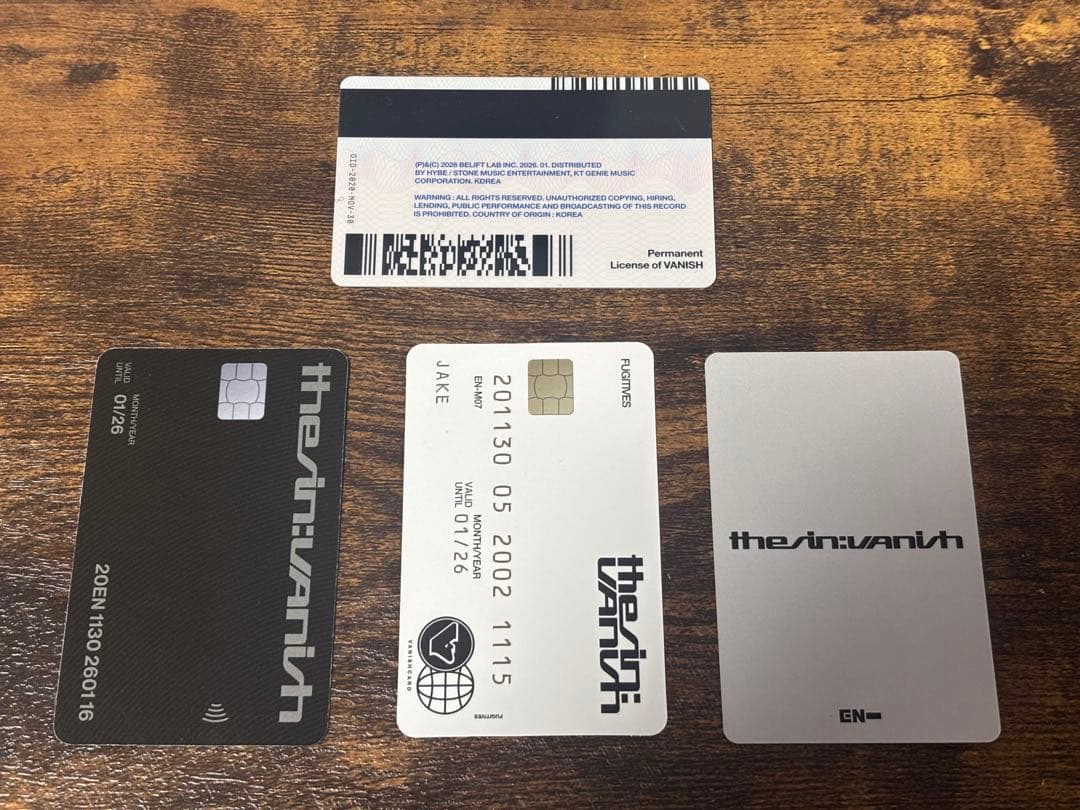 (P)&(C) 2026 BELIFT LAB INC. 2026. 01. DISTRIBUTED
BY HYBE / STONE MUSIC ENTERTAINMENT, KT GENIE MUSIC
CORPORATION. KOREA
WARNING : ALL RIGHTS RESERVED. UNAUTHORIZED COPYING, HIRING,
LENDING, PUBLIC PERFORMANCE AND BROADCASTING OF THIS RECORD
IS PROHIBITED. COUNTRY OF ORIGIN : KOREA
DID-2020-NOV-30
Permanent
License of VANISH
the sin:vanish
MONTH/YEAR
VALID
UNTIL 01/26
20EN 1130 260116
FUGITIVES
the sin:
vanish
201130 05 2002 1115
EN-M07
MONTH/YEAR
VALID
UNTIL 01/26
JAKE
VANISHCARD
FUGITIVES
the sin:vanish
EN-